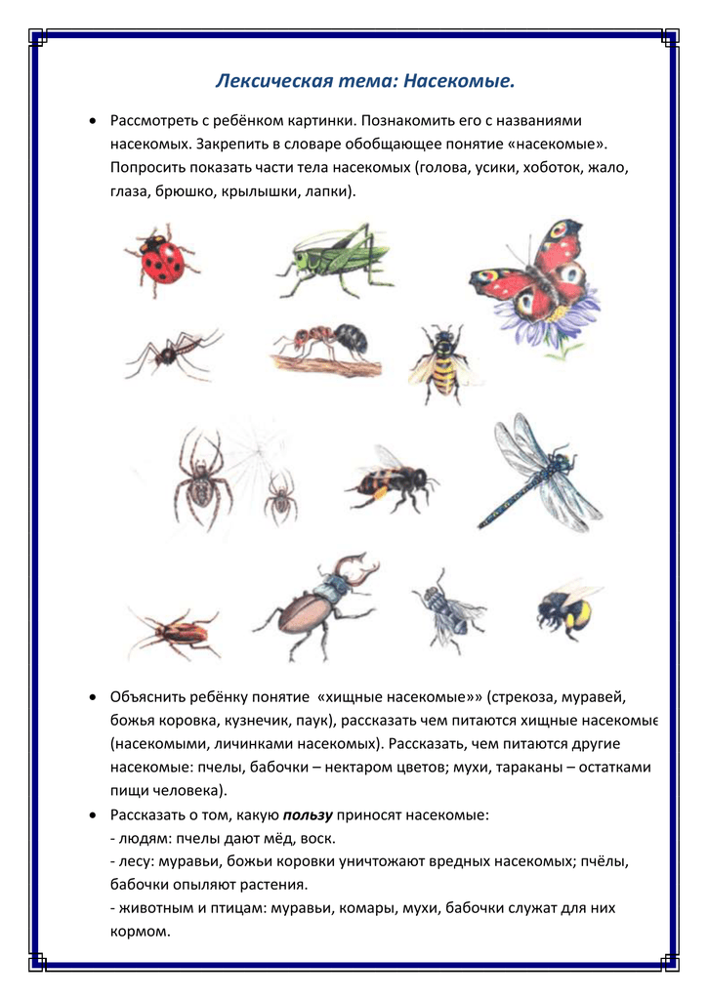 Лексическая тема: Насекомые.
• Рассмотреть с ребёнком картинки. Познакомить его с названиями
насекомых. Закрепить в словаре обобщающее понятие «насекомые».
Попросить показать части тела насекомых (голова, усики, хоботок, жало,
глаза, брюшко, крылышки, лапки).
• Объяснить ребёнку понятие «хищные насекомые»» (стрекоза, муравей,
божья коровка, кузнечик, паук), рассказать чем питаются хищные насекомые
(насекомыми, личинками насекомых). Рассказать, чем питаются другие
насекомые: пчелы, бабочки – нектаром цветов; мухи, тараканы – остатками
пищи человека).
• Рассказать о том, какую пользу приносят насекомые:
- людям: пчелы дают мёд, воск.
- лесу: муравьи, божьи коровки уничтожают вредных насекомых; пчёлы,
бабочки опыляют растения.
- животным и птицам: муравьи, комары, мухи, бабочки служат для них
кормом.